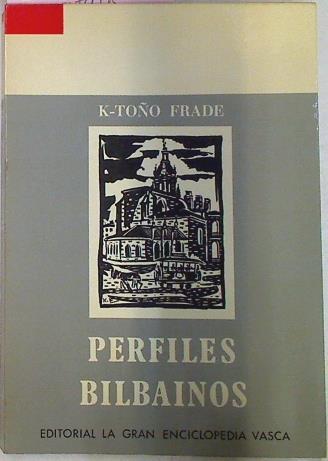 K-TOÑO FRADE
PERFILES
BILBAINOS
EDITORIAL LA GRAN ENCICLOPEDIA VASCA